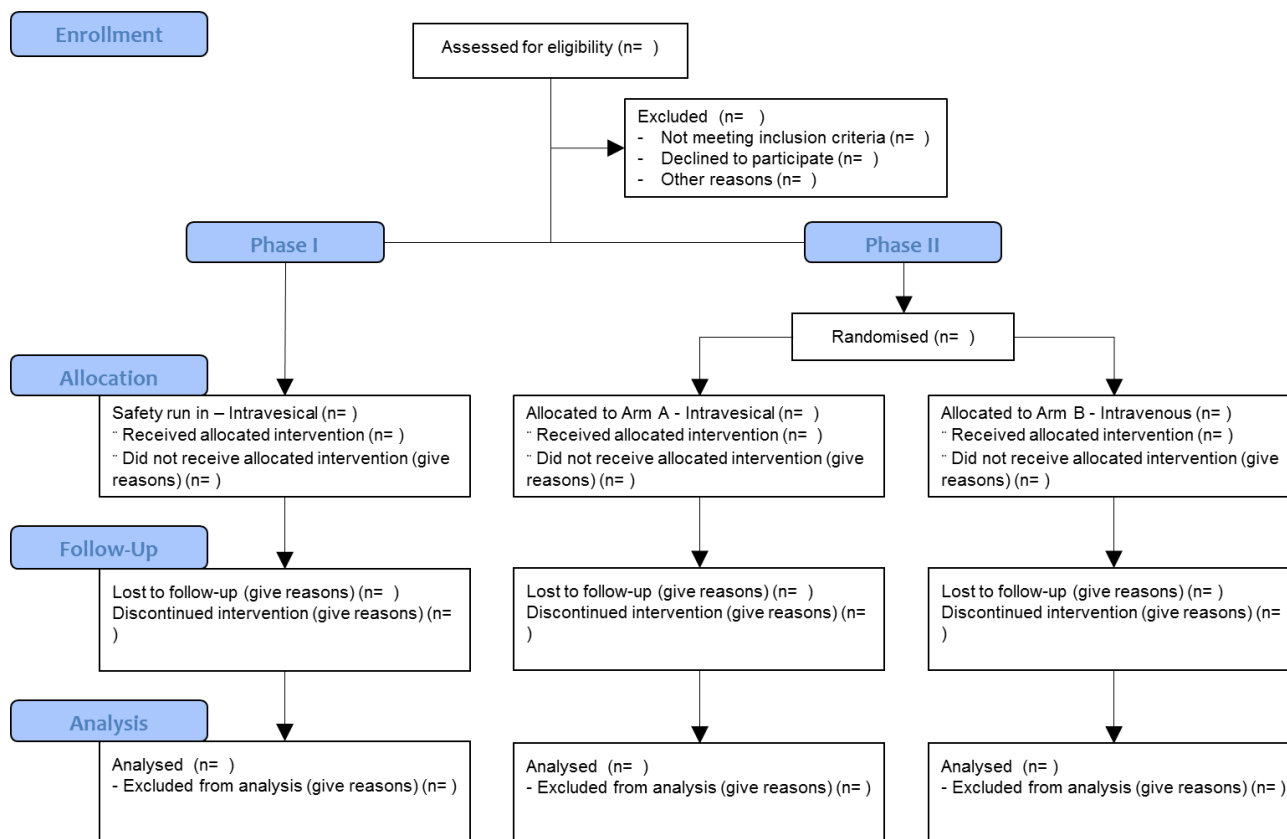 Enrollment
Assessed for eligibility (n=  )
Excluded  (n=   )
-   Not meeting inclusion criteria (n=  )
-   Declined to participate (n=  )
-   Other reasons (n=  )
Phase I
Phase II
Randomised (n=  )
Allocation
Safety run in – Intravesical (n=  )
¨ Received allocated intervention (n=  )
¨ Did not receive allocated intervention (give
reasons) (n=  )
Allocated to Arm A - Intravesical (n=  )
¨ Received allocated intervention (n=  )
¨ Did not receive allocated intervention (give
reasons) (n=  )
Allocated to Arm B - Intravenous (n=  )
¨ Received allocated intervention (n=  )
¨ Did not receive allocated intervention (give
reasons) (n=  )
Follow-Up
Lost to follow-up (give reasons) (n=  )
Discontinued intervention (give reasons) (n=
)
Lost to follow-up (give reasons) (n=  )
Discontinued intervention (give reasons) (n=
)
Lost to follow-up (give reasons) (n=  )
Discontinued intervention (give reasons) (n=
)
Analysis
Analysed  (n=  )
- Excluded from analysis (give reasons) (n= )
Analysed  (n=  )
- Excluded from analysis (give reasons) (n= )
Analysed  (n=  )
- Excluded from analysis (give reasons) (n= )